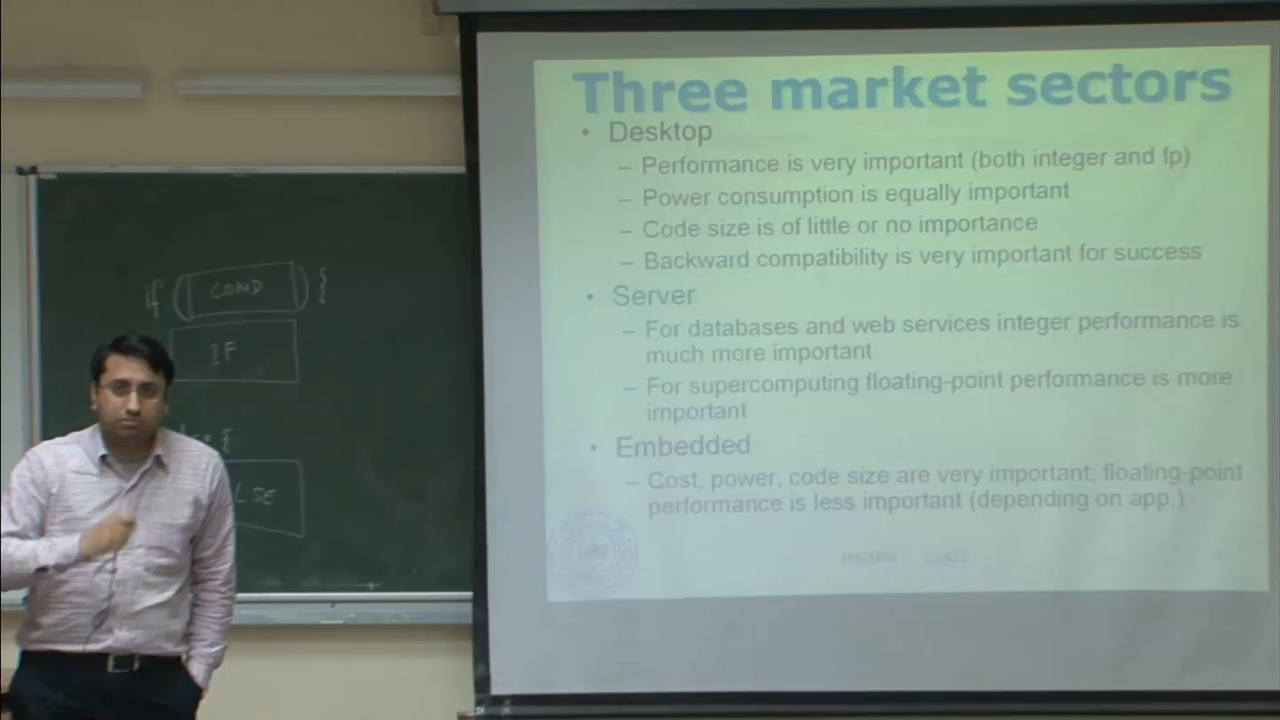 Three market sectors
• Desktop
– Performance is very important (both integer and fp)
– Power consumption is equally important
– Code size is of little or no importance
– Backward compatibility is very important for success
• Server
– For databases and web services integer performance is
much more important
– For supercomputing floating-point performance is more
important
• Embedded
– Cost, power, code size are very important; floating-point
performance is less important (depending on app.)
if ( COND ) {
IF
{
LSE